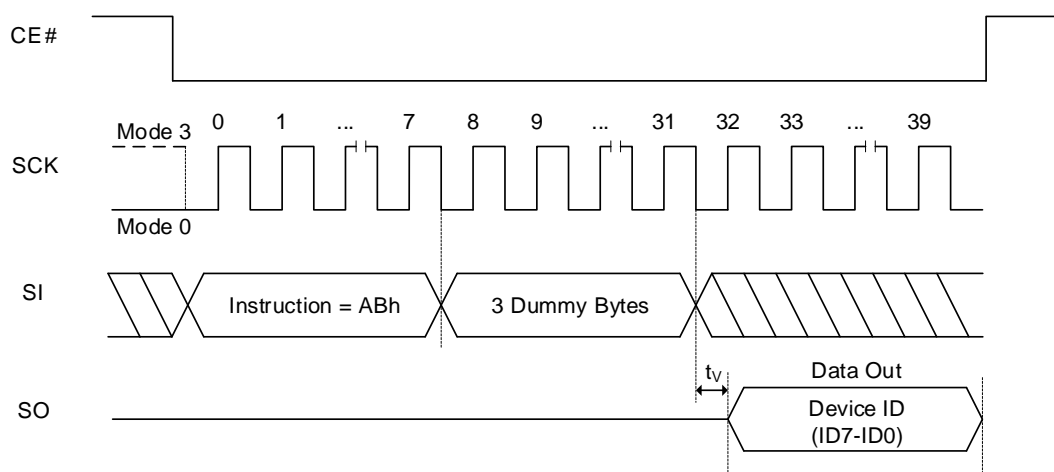 CE#
0 1 ... 7 8 9 ... 31 32 33 ... 39
Mode 3
SCK
Mode 0
SI
Instruction = ABh
3 Dummy Bytes
tV
Data Out
SO
Device ID
(ID7-ID0)